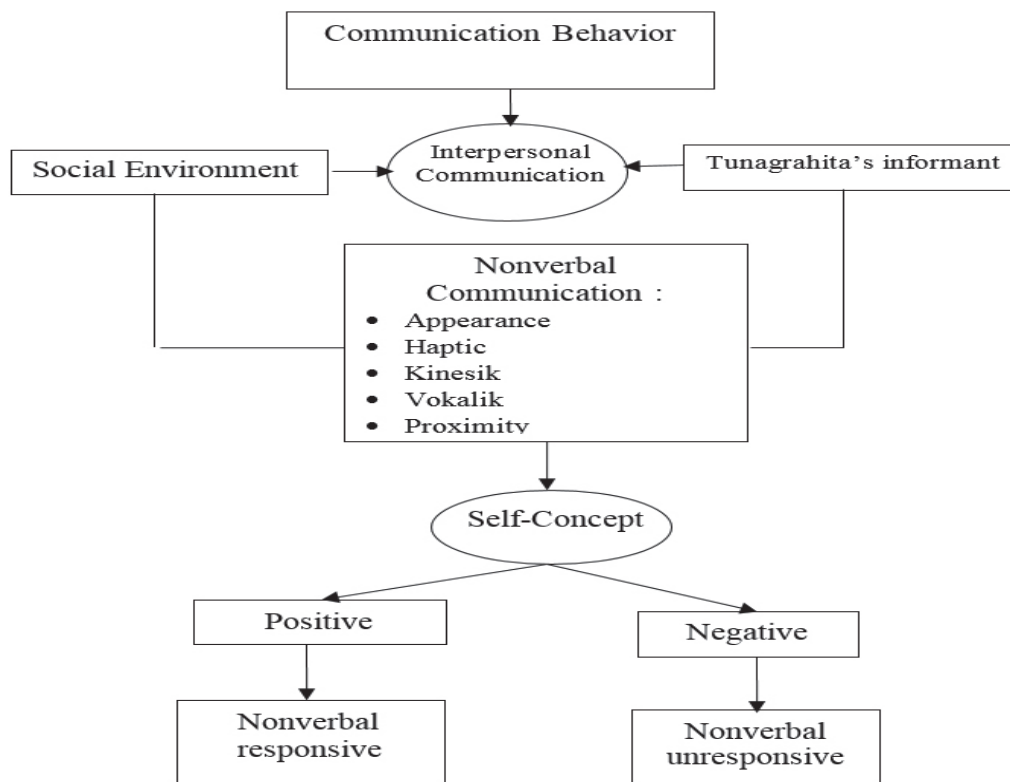 Communication Behavior
Interpersonal
Communication
Social Environment
Tunagrahita’s informant
Nonverbal
Communication :
• Appearance
• Haptic
• Kinesik
• Vokalik
• Proximity
Self-Concept
Positive
Negative
Nonverbal
responsive
Nonverbal
unresponsive